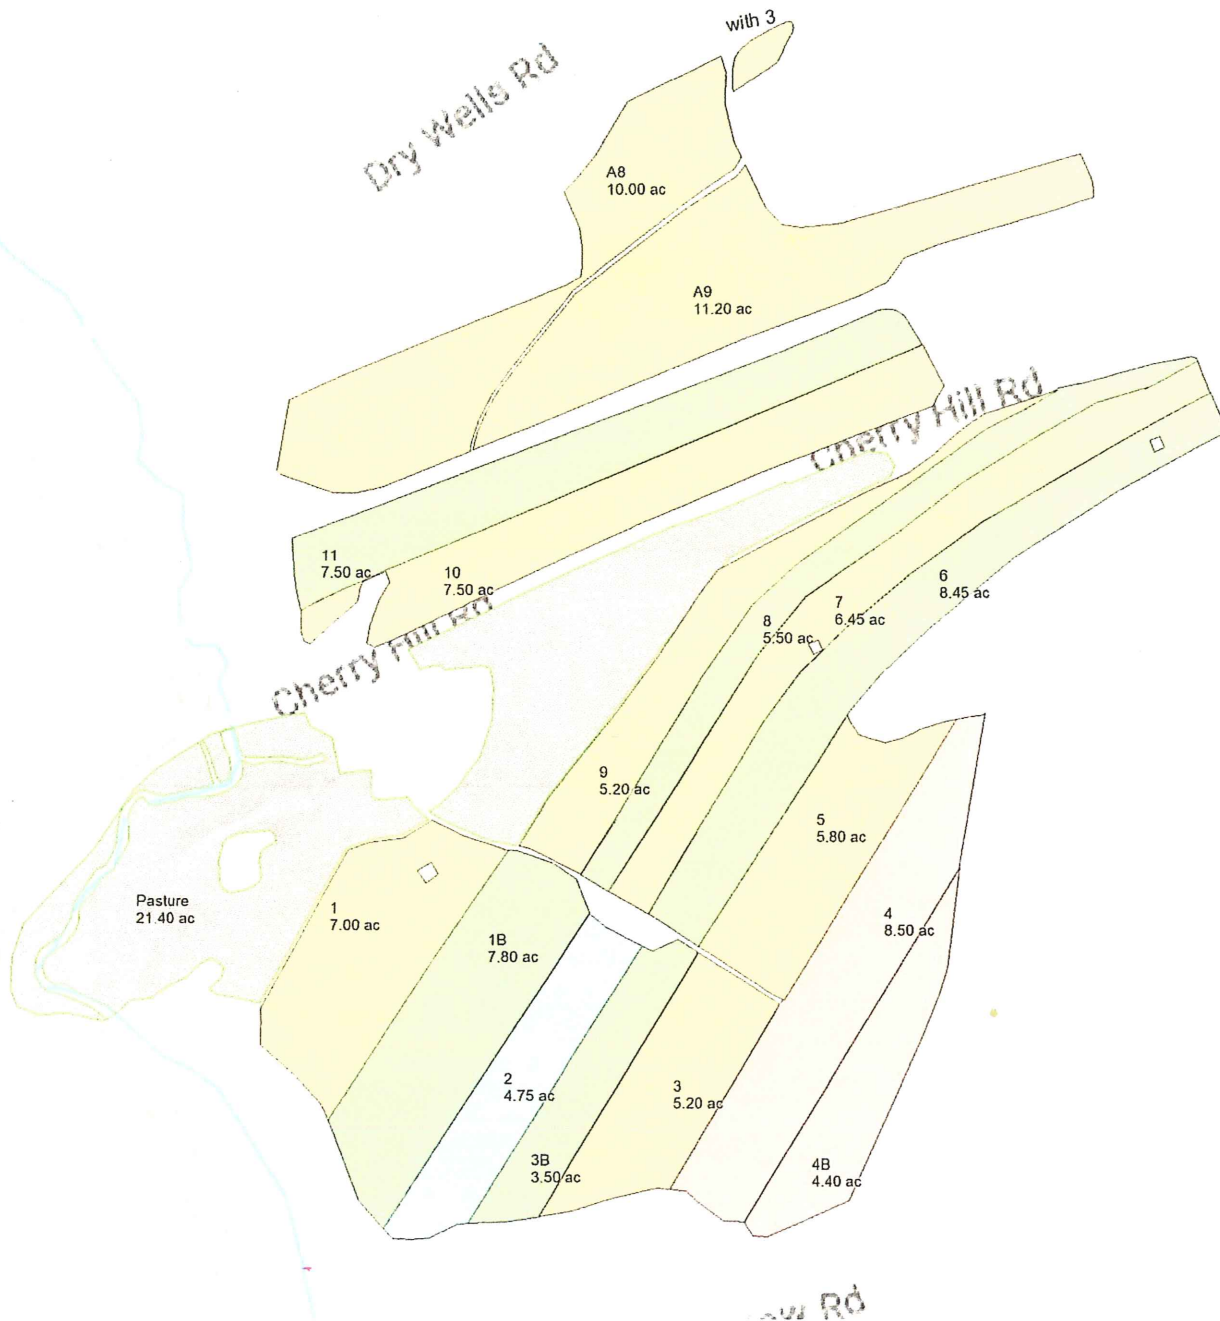 with 3
Dry Wells Rd
A8
10.00 ac
A9
11.20 ac
Cherry Hill Rd
11
7.50 ac
10
7.50 ac
6
8.45 ac
7
6.45 ac
8
5.50 ac
Cherry Hill Rd
9
5.20 ac
5
5.80 ac
Pasture
21.40 ac
1
7.00 ac
4
8.50 ac
1B
7.80 ac
2
4.75 ac
3
5.20 ac
3B
3.50 ac
4B
4.40 ac
Rd